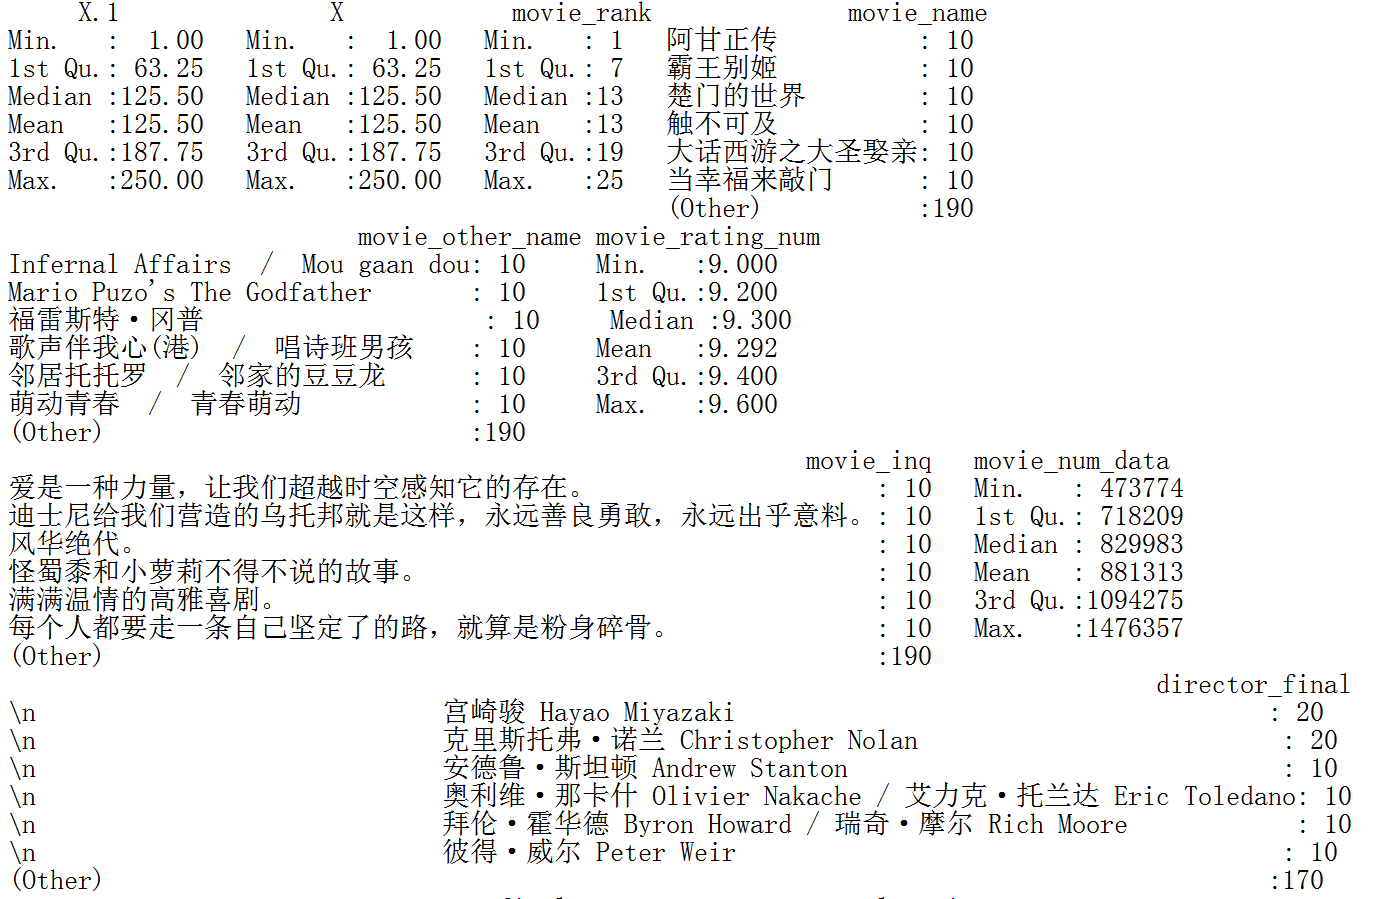 X.1 X movie_rank movie_name
Min. : 1.00 Min. : 1.00 Min. : 1 阿甘正传 : 10
1st Qu.: 63.25 1st Qu.: 63.25 1st Qu.: 7 霸王别姬 : 10
Median :125.50 Median :125.50 Median :13 楚门的世界 : 10
Mean :125.50 Mean :125.50 Mean :13 触不可及 : 10
3rd Qu.:187.75 3rd Qu.:187.75 3rd Qu.:19 大话西游之大圣娶亲: 10
Max. :250.00 Max. :250.00 Max. :25 当幸福来敲门 : 10
(Other) :190
movie_other_name movie_rating_num
Infernal Affairs / Mou gaan dou: 10 Min. :9.000
Mario Puzo's The Godfather : 10 1st Qu.:9.200
福雷斯特·冈普 : 10 Median :9.300
歌声伴我心(港) / 唱诗班男孩 : 10 Mean :9.292
邻居托托罗 / 邻家的豆豆龙 : 10 3rd Qu.:9.400
萌动青春 / 青春萌动 : 10 Max. :9.600
(Other) :190
movie_inq movie_num_data
爱是一种力量，让我们超越时空感知它的存在。 : 10 Min. : 473774
迪士尼给我们营造的乌托邦就是这样，永远善良勇敢，永远出乎意料。: 10 1st Qu.: 718209
风华绝代。 : 10 Median : 829983
怪蜀黍和小萝莉不得不说的故事。 : 10 Mean : 881313
满满温情的高雅喜剧。 : 10 3rd Qu.:1094275
每个人都要走一条自己坚定了的路，就算是粉身碎骨。 : 10 Max. :1476357
(Other) :190
director_final
\n 宫崎骏 Hayao Miyazaki : 20
\n 克里斯托弗·诺兰 Christopher Nolan : 20
\n 安德鲁·斯坦顿 Andrew Stanton : 10
\n 奥利维·那卡什 Olivier Nakache / 艾力克·托兰达 Eric Toledano: 10
\n 拜伦·霍华德 Byron Howard / 瑞奇·摩尔 Rich Moore : 10
\n 彼得·威尔 Peter Weir : 10
(Other) :170